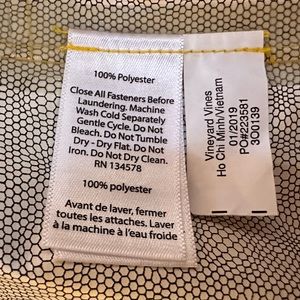 100% Polyester
Close All Fasteners Before
Laundering. Machine
Wash Cold Separately
Gentle Cycle. Do Not
Bleach. Do Not Tumble
Dry - Dry Flat. Do Not
Iron. Do Not Dry Clean.
RN 134578
100% polyester
Avant de laver, fermer
toutes les attaches. Laver
à la machine à l'eau froide
Vineyard Vines
Ho Chi Minh/Vietnam
01/2019
PO#223581
3O0139